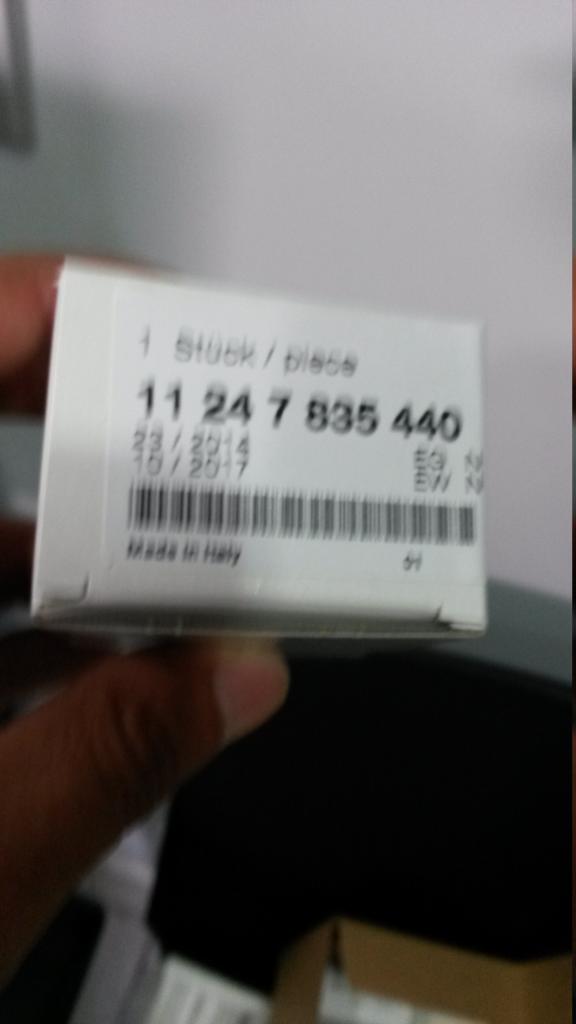 1 Stück / piece
11 24 7 835 440
23 / 2014
10 / 2017
Made in Italy